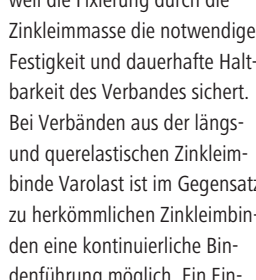 weil die Fixierung durch die
Zinkleimmasse die notwendige
Festigkeit und dauerhafte Halt-
barkeit des Verbandes sichert.
Bei Verbänden aus der längs-
und querelastischen Zinkleim-
binde Varolast ist im Gegensatz
zu herkömmlichen Zinkleimbin-
den eine kontinuierliche Bin-
denführung möglich. Ein Ein-